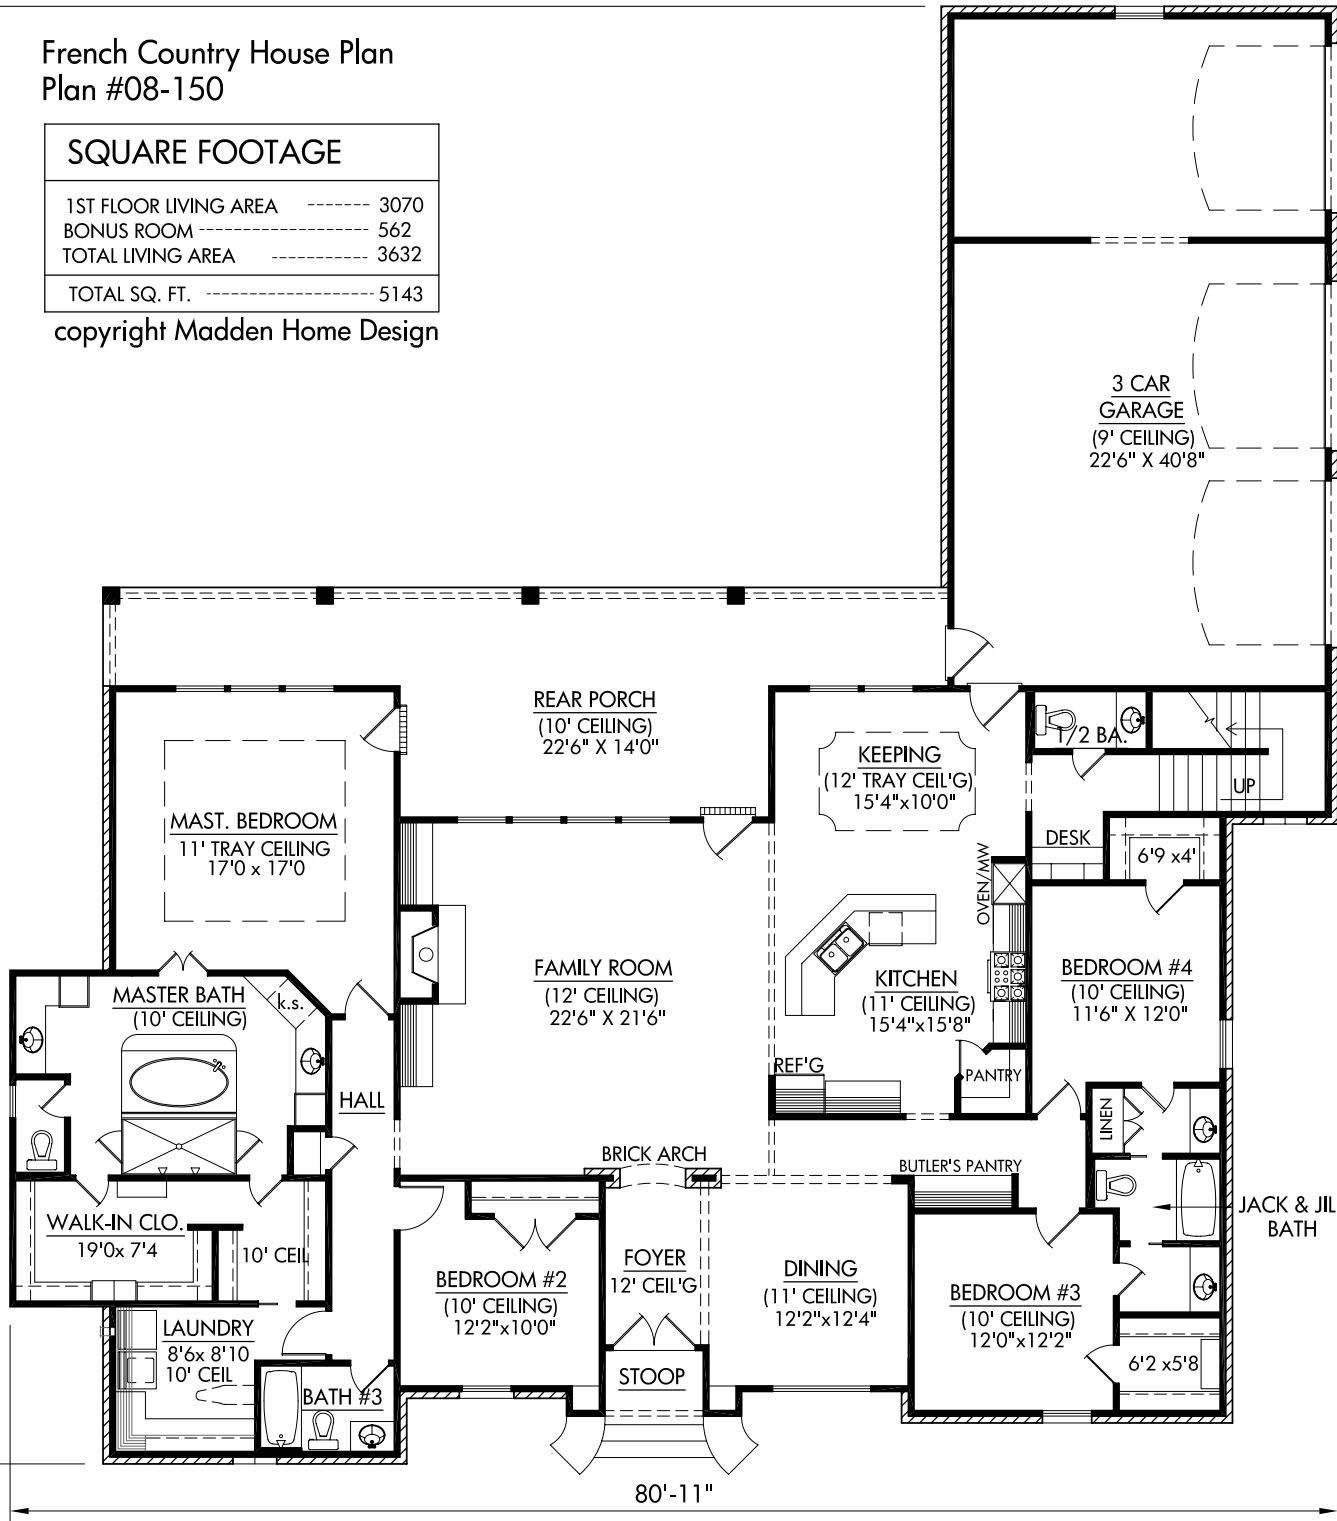 French Country House Plan
Plan #08-150
SQUARE FOOTAGE
1ST FLOOR LIVING AREA ------- 3070
BONUS ROOM ----------------- 562
TOTAL LIVING AREA ---------- 3632
TOTAL SQ. FT. ----------------- 5143
copyright Madden Home Design
3 CAR
GARAGE
(9' CEILING)
22'6" X 40'8"
REAR PORCH
(10' CEILING)
22'6" X 14'0"
KEEPING
(12' TRAY CEIL'G)
15'4"x10'0"
1/2 BA.
UP
DESK
6'9 x4'
MAST. BEDROOM
11' TRAY CEILING
17'0 x 17'0
OVEN/MW
FAMILY ROOM
(12' CEILING)
22'6" X 21'6"
KITCHEN
(11' CEILING)
15'4"x15'8"
BEDROOM #4
(10' CEILING)
11'6" X 12'0"
MASTER BATH
(10' CEILING)
k.s.
REF'G
PANTRY
HALL
LINEN
BRICK ARCH
BUTLER'S PANTRY
JACK & JIL
BATH
WALK-IN CLO.
19'0x 7'4
10' CEIL
FOYER
12' CEIL'G
BEDROOM #2
(10' CEILING)
12'2"x10'0"
DINING
(11' CEILING)
12'2"x12'4"
BEDROOM #3
(10' CEILING)
12'0"x12'2"
LAUNDRY
8'6x 8'10
10' CEIL
6'2 x5'8
STOOP
BATH #3
80'-11"